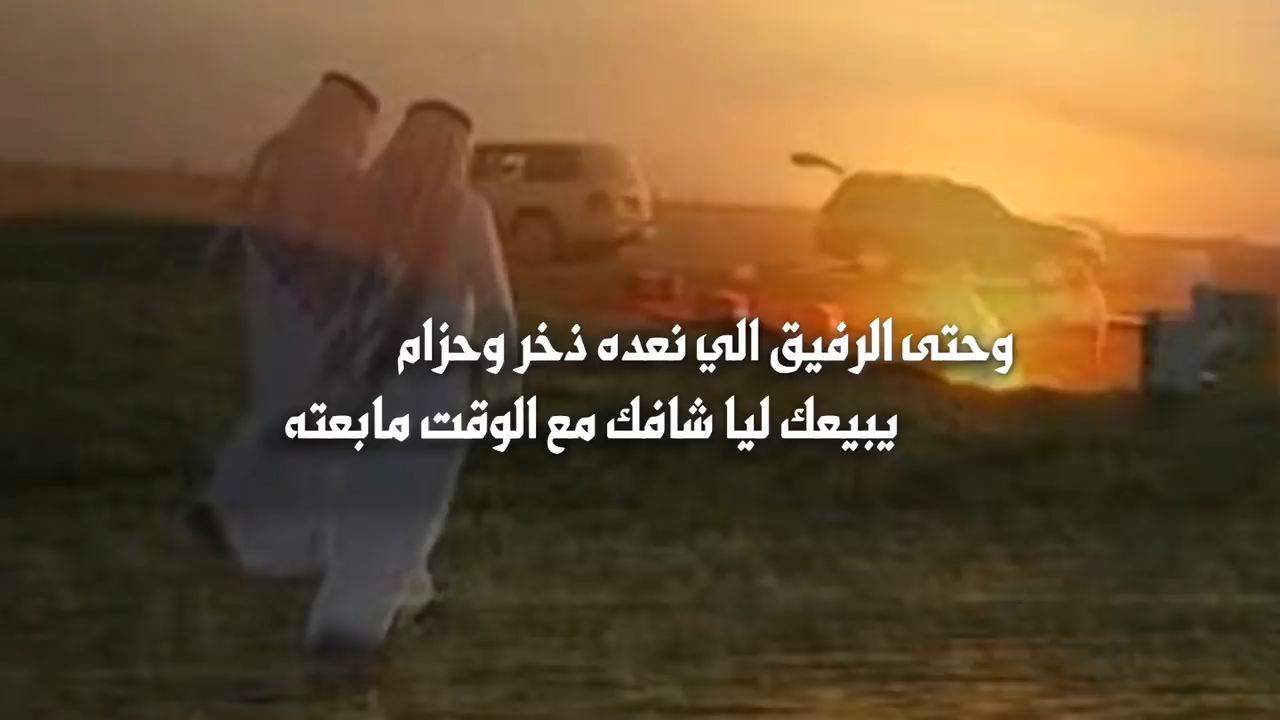 وحتى الرفيق الي نعده ذخر وحزام
يبيعك ليا شافك مع الوقت مابعته